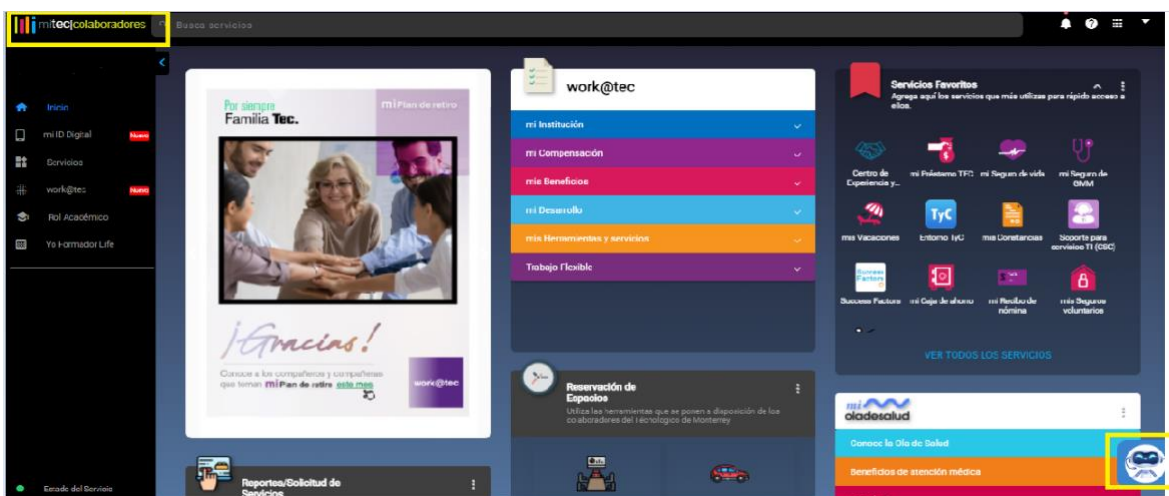 mitec|colaboradores
Busca servicios
Inicio
mi ID Digital
Nuevo
Servicios
work@tec
Nuevo
Rol Académico
Yo Formador Life
Estado del Servicio
Por siempre
Familia Tec.
mi Plan de retiro
¡Gracias!
Conoce a los compañeros y compañeras
que toman mi Plan de retiro este mes
work@tec
Reportes/Solicitud de
Servicios
work@tec
mi Institución
mi Compensación
mis Beneficios
mi Desarrollo
mis Herramientas y servicios
Trabajo Flexible
Reservación de
Espacios
Utiliza las herramientas que se ponen a disposición de los
colaboradores del Técnologico de Monterrey
Servicios Favoritos
Agrega aquí los servicios que más utilizas para rápido acceso a
ellos.
Centro de
Experiencia y...
mi Préstamo TEC
mi Seguro de vida
mi Seguro de
GMM
mis Vacaciones
TyC
Entorno TyC
mis Constancias
Soporte para
servicios TI (CSC)
Success
Factors
Success Factors
mi Caja de ahorro
mi Recibo de
nómina
mis Seguros
voluntarios
VER TODOS LOS SERVICIOS
mi
oladesalud
Conoce la Ola de Salud
Beneficios de atención médica